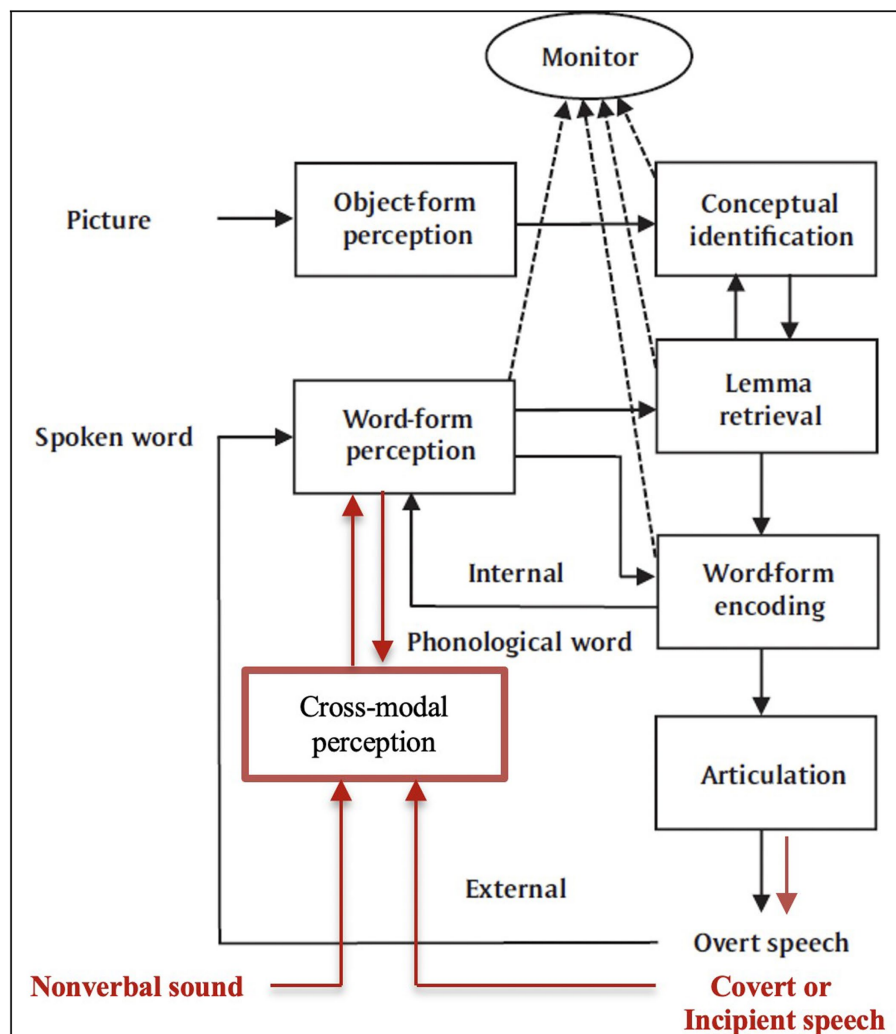 Monitor
Picture
Object-form
perception
Conceptual
identification
Lemma
retrieval
Spoken word
Word-form
perception
Internal
Word-form
encoding
Phonological word
Cross-modal
perception
Articulation
External
Overt speech
Nonverbal sound
Covert or
Incipient speech